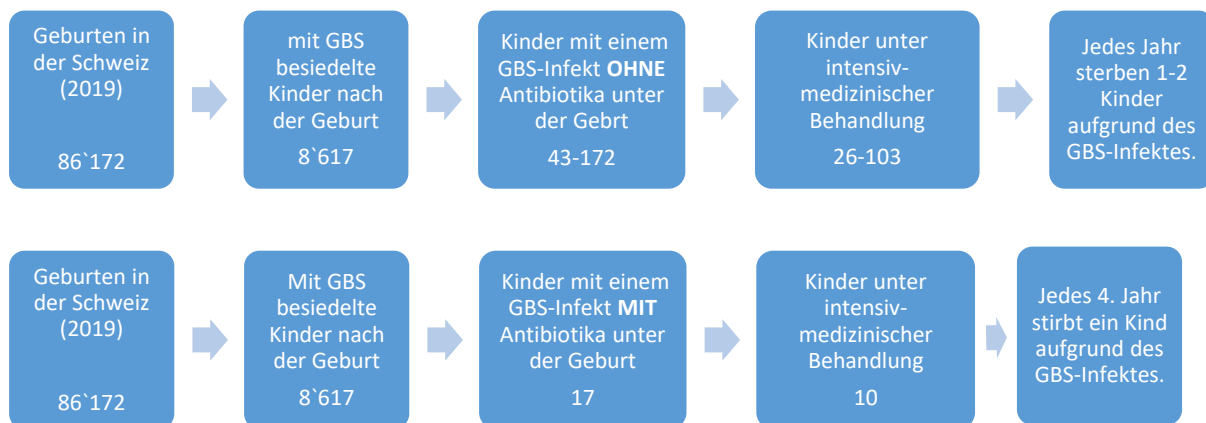 Geburten in
der Schweiz
(2019)
86`172
mit GBS
besiedelte
Kinder nach
der Geburt
8`617
Kinder mit einem
GBS-Infekt OHNE
Antibiotika unter
der Gebrt
43-172
Kinder unter
intensiv-
medizinischer
Behandlung
26-103
Jedes Jahr
sterben 1-2
Kinder
aufgrund des
GBS-Infektes.
Geburten in
der Schweiz
(2019)
86`172
Mit GBS
besiedelte
Kinder nach
der Geburt
8`617
Kinder mit einem
GBS-Infekt MIT
Antibiotika unter
der Geburt
17
Kinder unter
intensiv-
medizinischer
Behandlung
10
Jedes 4. Jahr
stirbt ein Kind
aufgrund des
GBS-Infektes.